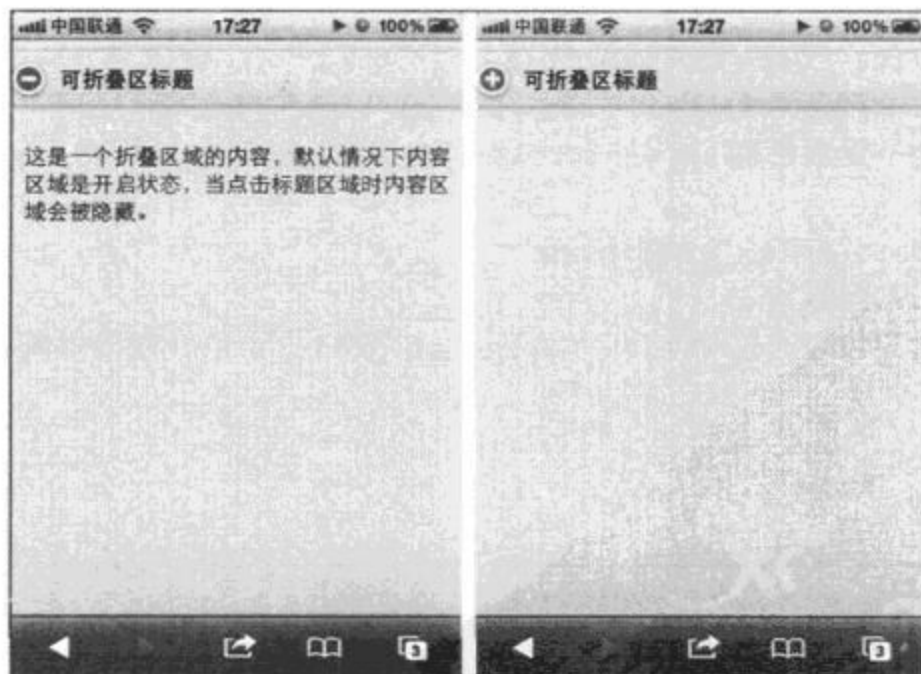 中国联通 17:27 100%
可折叠区标题
这是一个折叠区域的内容，默认情况下内容
区域是开启状态，当点击标题区域时内容区
域会被隐藏。
3
中国联通 17:27 100%
可折叠区标题
3